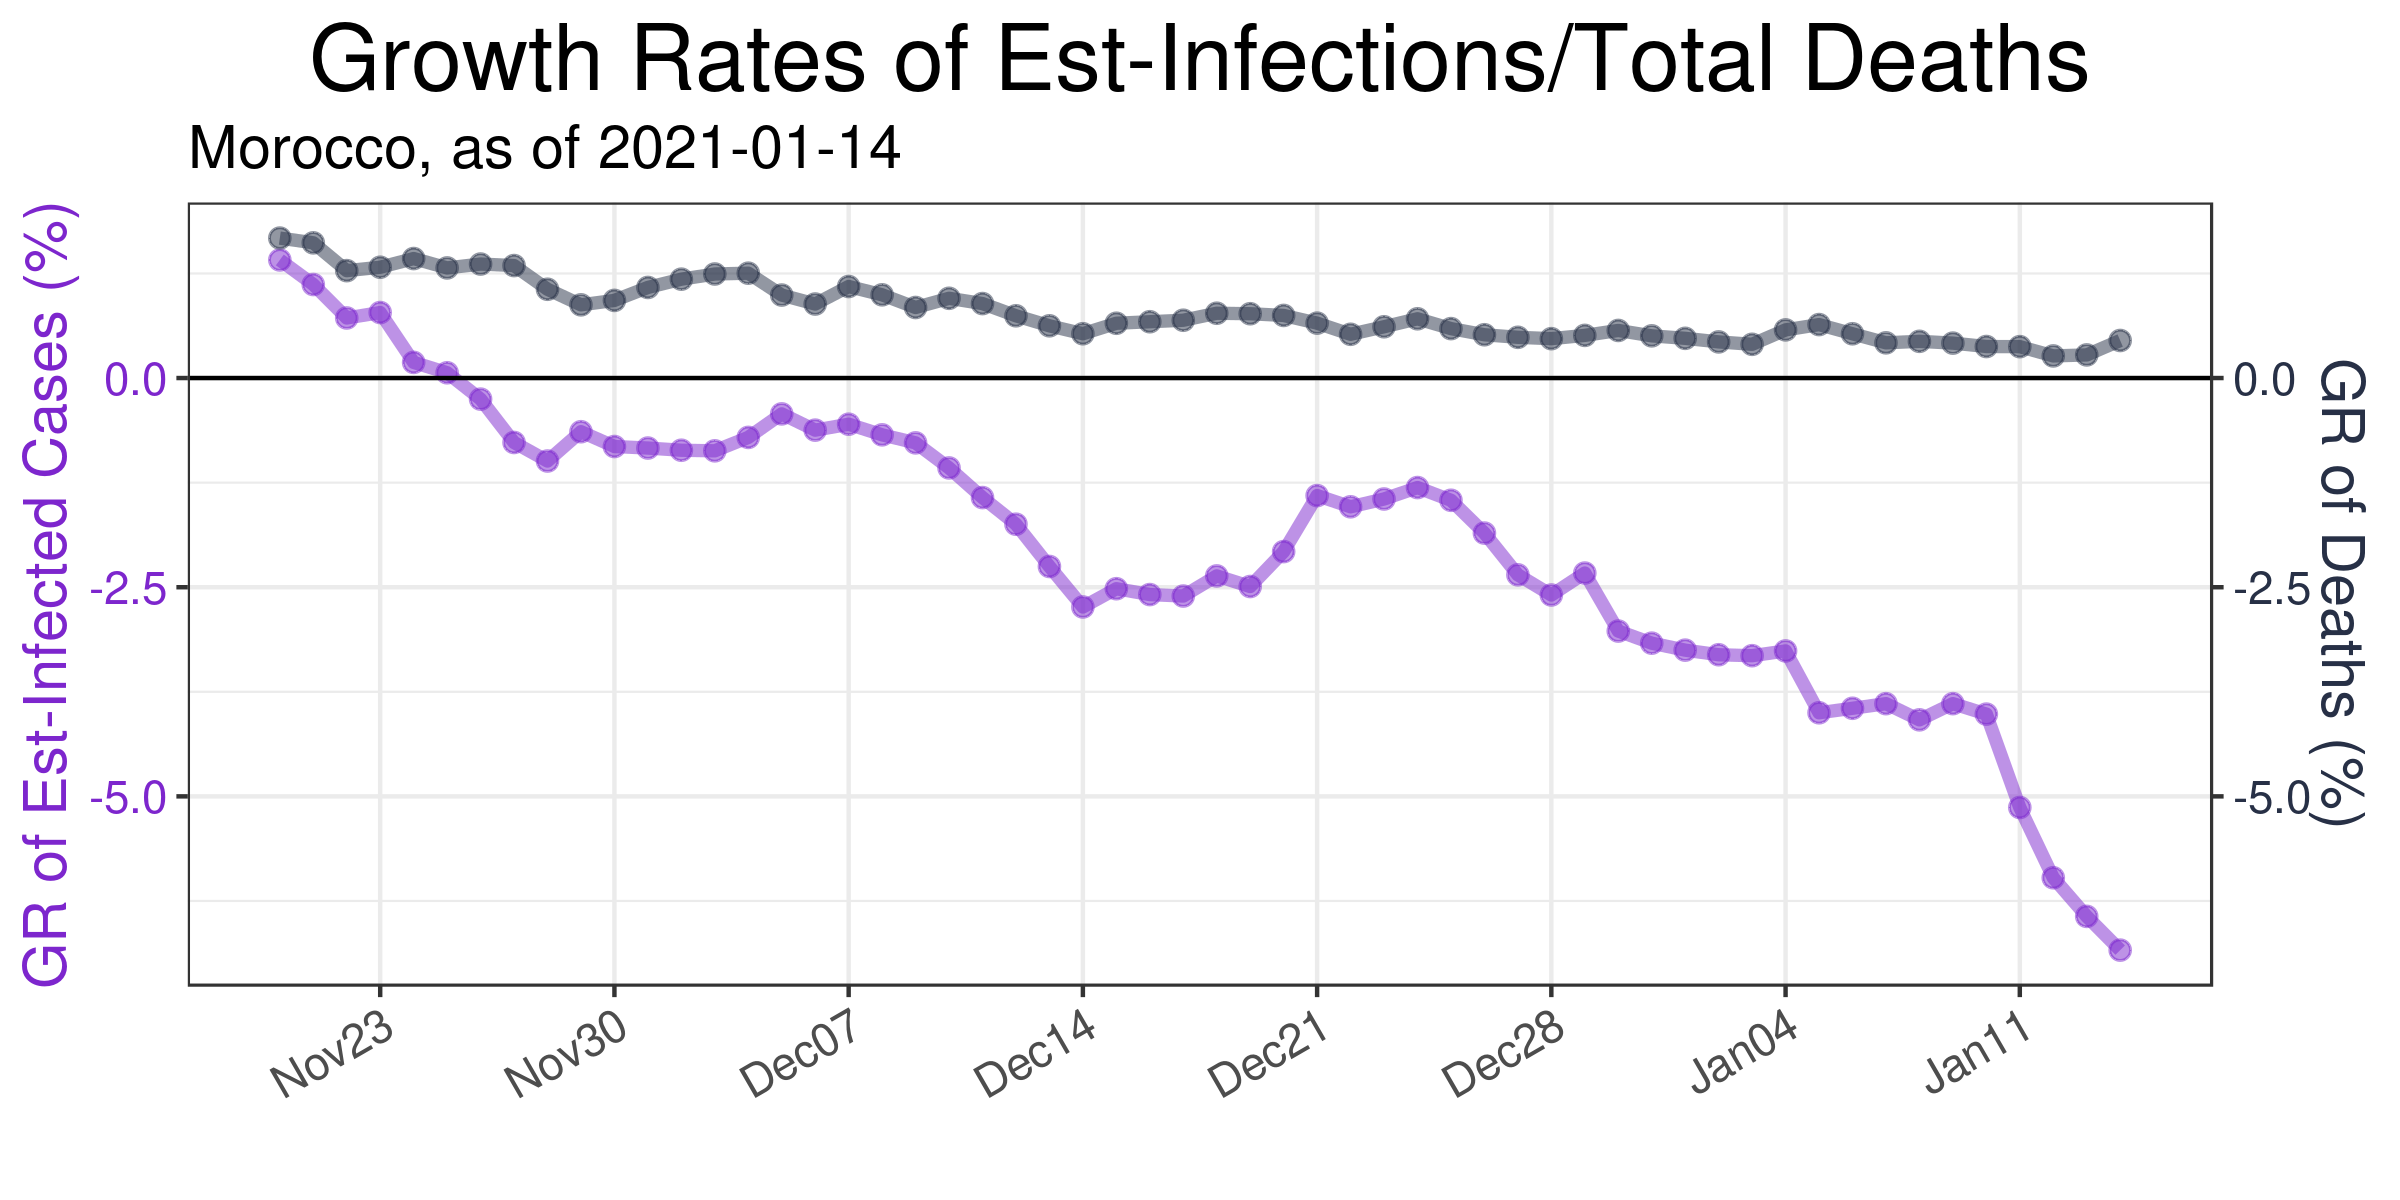 Growth Rates of Est-Infections/Total Deaths
Morocco, as of 2021-01-14
GR of Est-Infected Cases (%)
0.0
-2.5
-5.0
0.0
-2.5
-5.0
GR of Deaths (%)
Nov23
Nov30
Dec07
Dec14
Dec21
Dec28
Jan04
Jan11